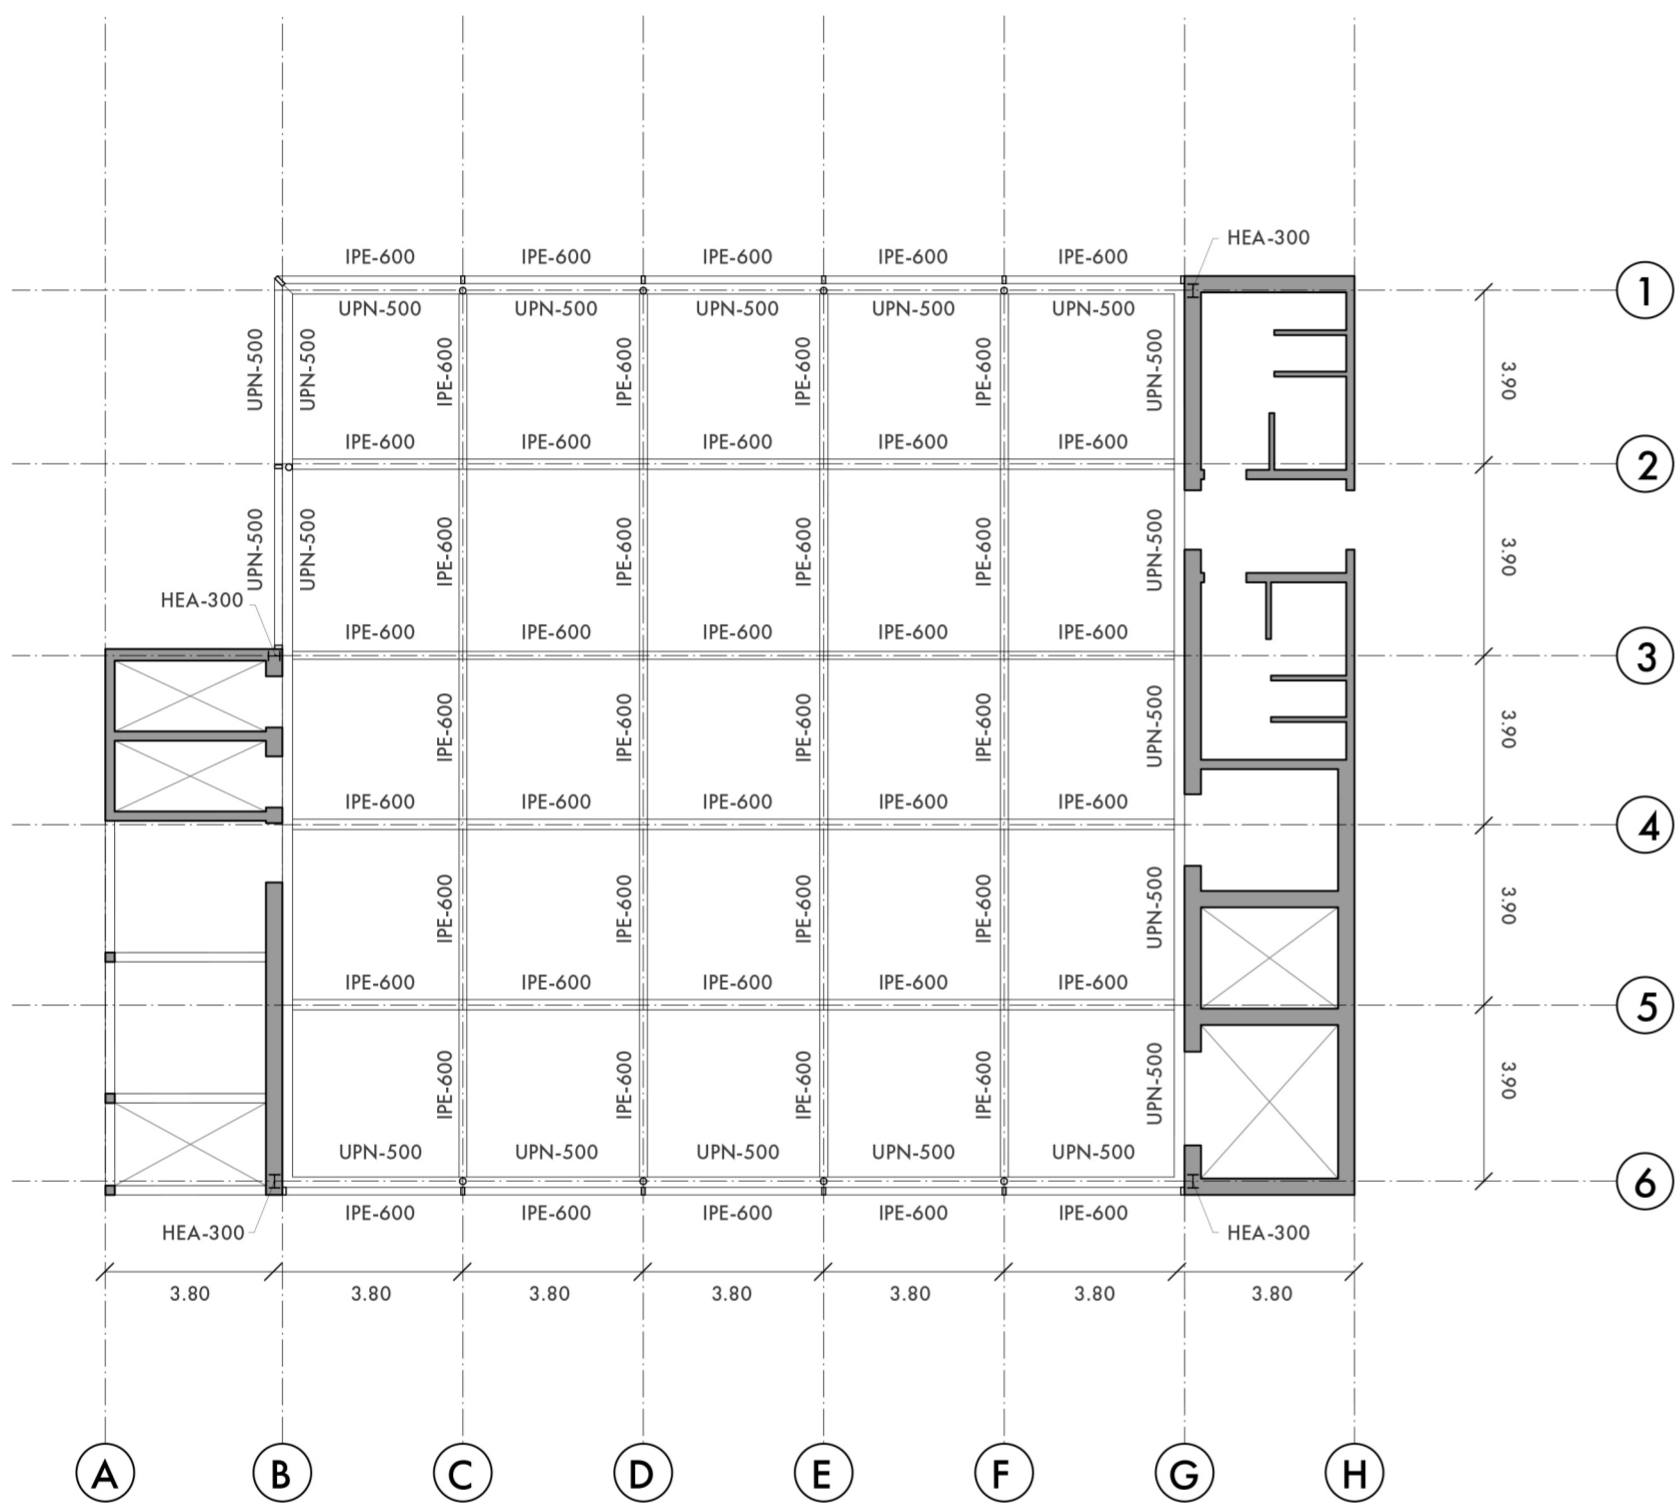 HEA-300
IPE-600 IPE-600 IPE-600 IPE-600 IPE-600
1
UPN-500 UPN-500 UPN-500 UPN-500 UPN-500
UPN-500 UPN-500 IPE-600 IPE-600 IPE-600 IPE-600 UPN-500 3.90
IPE-600 IPE-600 IPE-600 IPE-600 IPE-600
2
UPN-500 UPN-500 IPE-600 IPE-600 IPE-600 IPE-600 UPN-500 3.90
HEA-300
IPE-600 IPE-600 IPE-600 IPE-600 IPE-600
3
IPE-600 IPE-600 IPE-600 IPE-600 UPN-500 3.90
IPE-600 IPE-600 IPE-600 IPE-600 IPE-600
4
IPE-600 IPE-600 IPE-600 IPE-600 UPN-500 3.90
IPE-600 IPE-600 IPE-600 IPE-600 IPE-600
5
IPE-600 IPE-600 IPE-600 IPE-600 UPN-500 3.90
UPN-500 UPN-500 UPN-500 UPN-500 UPN-500
6
IPE-600 IPE-600 IPE-600 IPE-600 IPE-600
HEA-300 HEA-300
3.80 3.80 3.80 3.80 3.80 3.80 3.80
A B C D E F G H